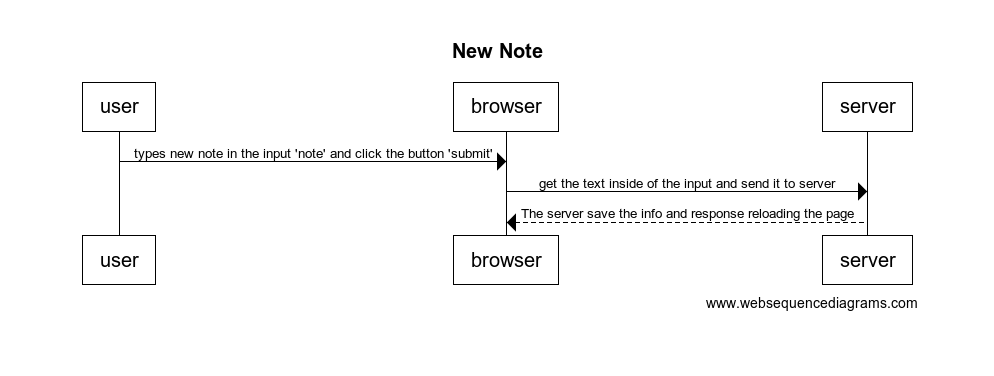 New Note
user browser server
types new note in the input 'note' and click the button 'submit'
get the text inside of the input and send it to server
The server save the info and response reloading the page
user browser server
www.websequencediagrams.com